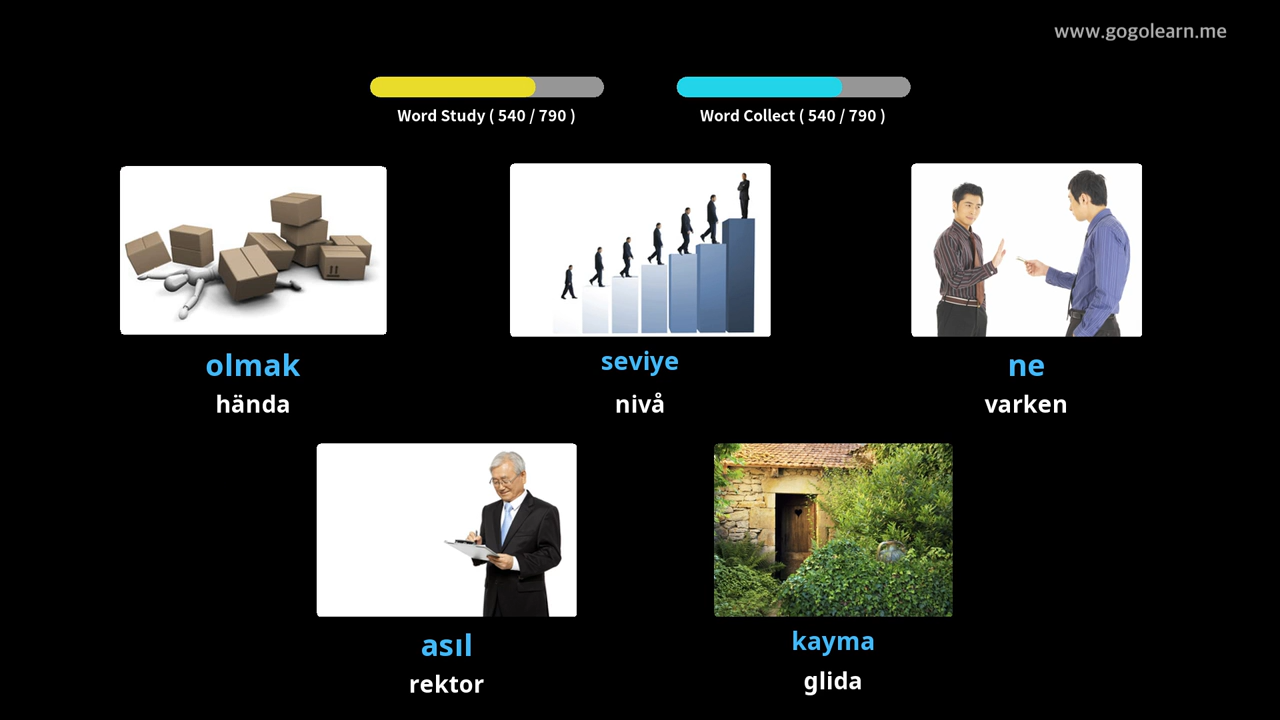 www.gogolearn.me
Word Study ( 540 / 790 )
Word Collect ( 540 / 790 )
olmak
hända
seviye
nivå
ne
varken
asıl
rektor
kayma
glida